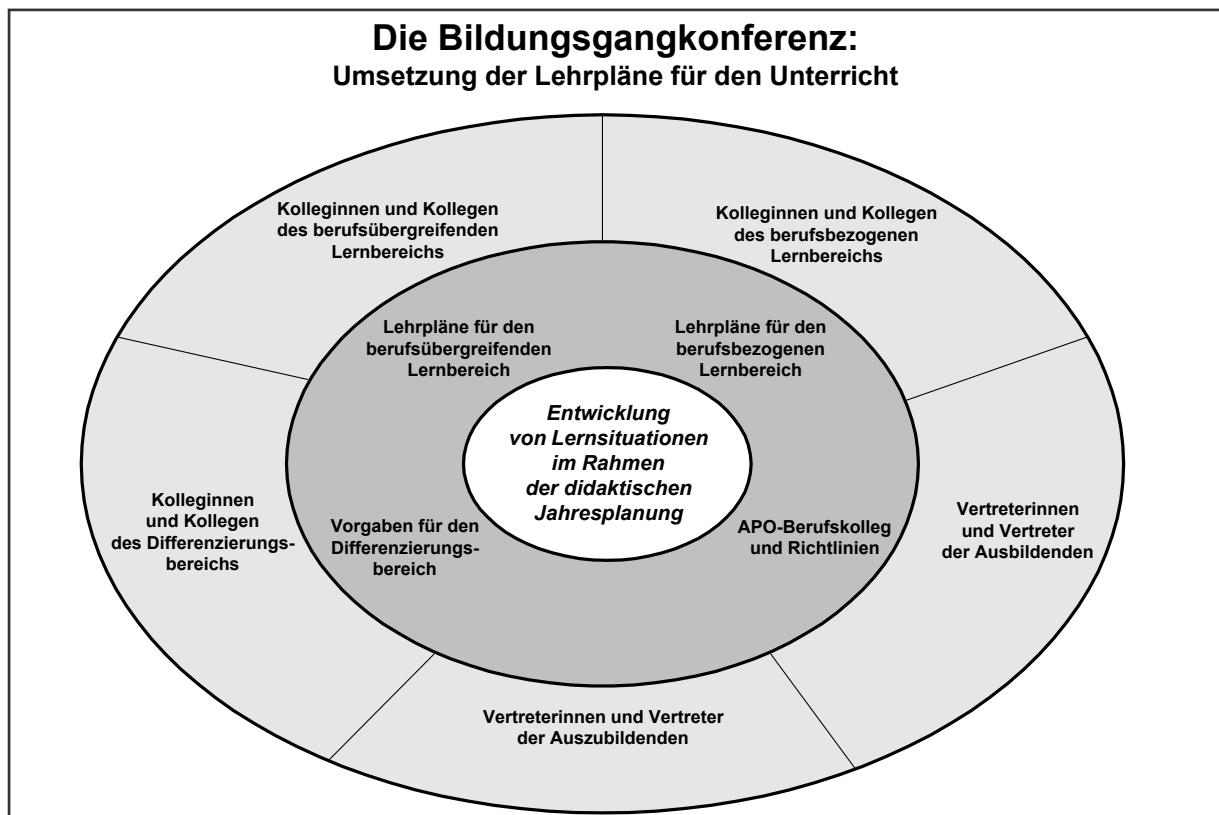 Die Bildungsgangkonferenz:
Umsetzung der Lehrpläne für den Unterricht
Kolleginnen und Kollegen
des berufsübergreifenden
Lernbereichs
Kolleginnen und Kollegen
des berufsbezogenen
Lernbereichs
Lehrpläne für den
berufsübergreifenden
Lernbereich
Lehrpläne für den
berufsbezogenen
Lernbereich
Entwicklung
von Lernsituationen
im Rahmen
der didaktischen
Jahresplanung
Kolleginnen
und Kollegen
des Differenzierungs-
bereichs
Vorgaben für den
Differenzierungs-
bereich
APO-Berufskolleg
und Richtlinien
Vertreterinnen
und Vertreter
der Ausbildenden
Vertreterinnen und Vertreter
der Auszubildenden